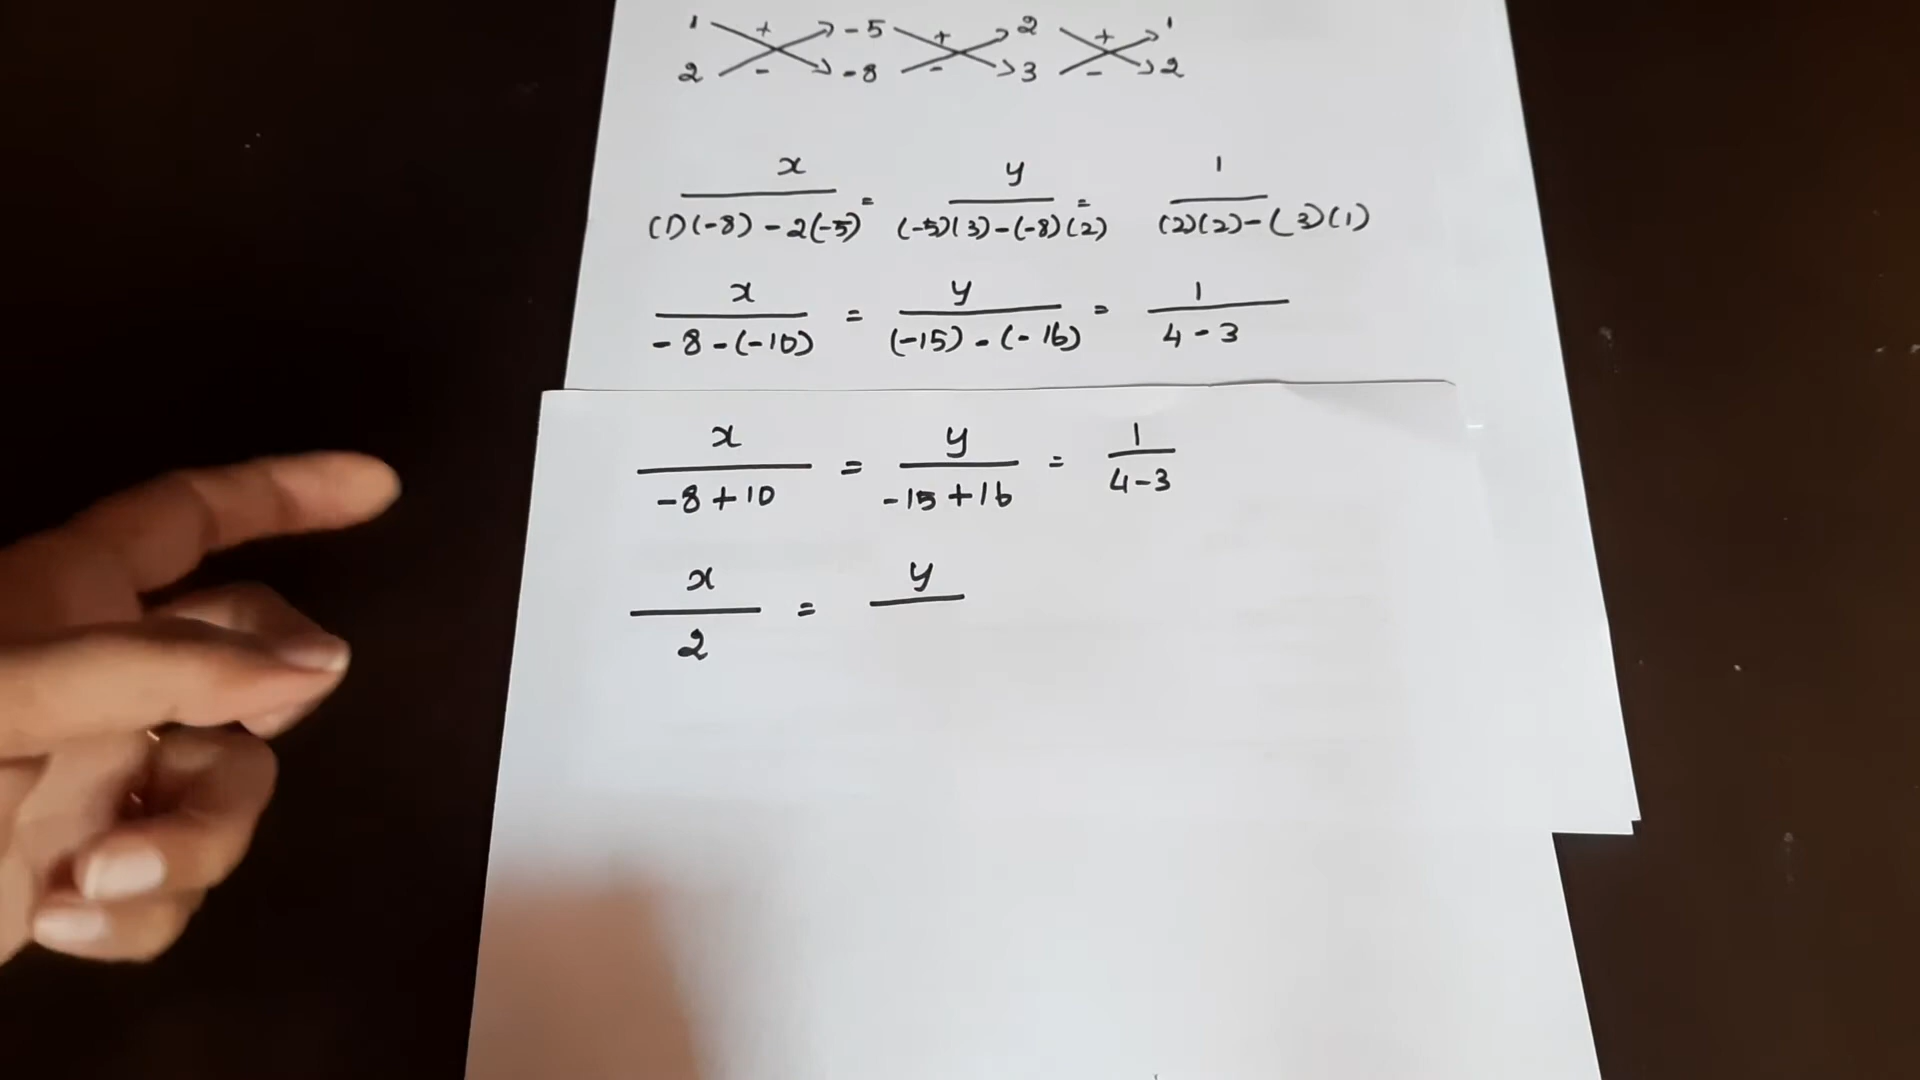 1 + -5 + 2 + 1
2 - -8 - 3 - 2
x y 1
(1)(-8) - 2(-5) = (-5)(3) - (-8)(2) = (2)(2) - (3)(1)
x y 1
-8 - (-10) = (-15) - (-16) = 4 - 3
x y 1
-8 + 10 = -15 + 16 = 4 - 3
x y
2 =